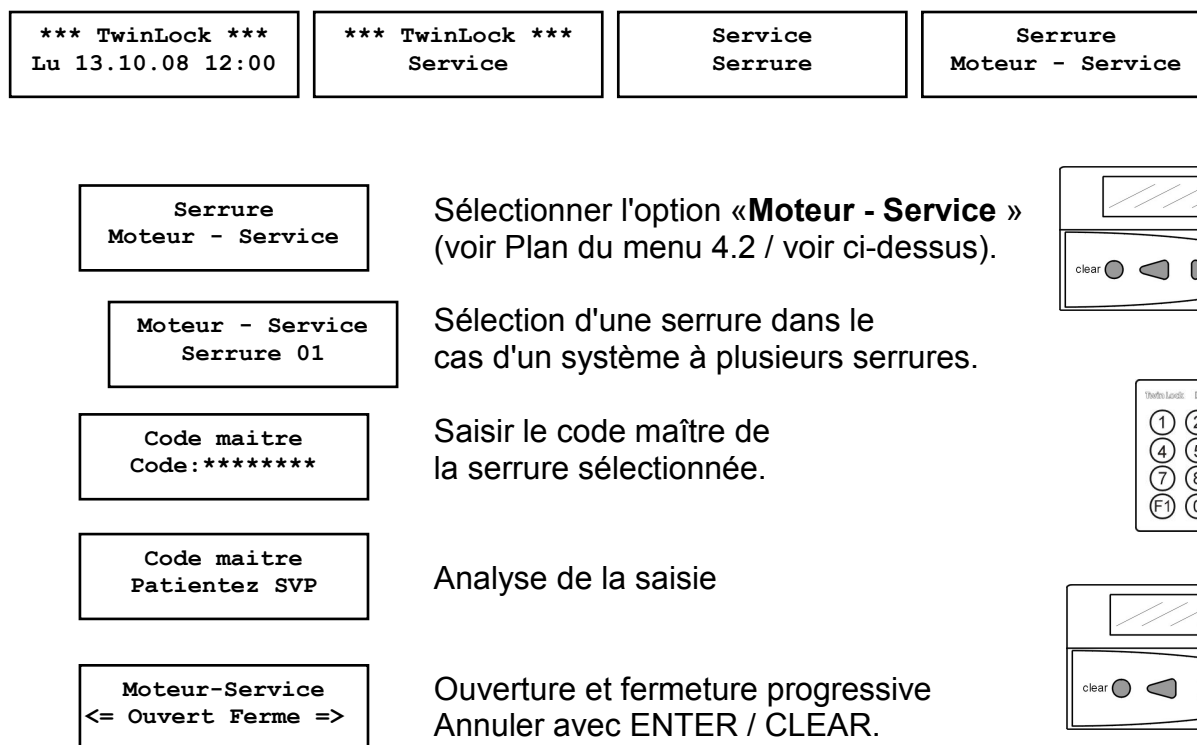 *** TwinLock ***
Lu 13.10.08 12:00
*** TwinLock ***
Service
Service
Serrure
Serrure
Moteur - Service
Serrure
Moteur - Service
Sélectionner l'option «Moteur - Service »
(voir Plan du menu 4.2 / voir ci-dessus).
clear
Moteur - Service
Serrure 01
Sélection d'une serrure dans le
cas d'un système à plusieurs serrures.
Code maitre
Code:********
Saisir le code maître de
la serrure sélectionnée.
TwinLock
1
4
7
F1
Code maitre
Patientez SVP
Analyse de la saisie
Moteur-Service
<= Ouvert Ferme =>
Ouverture et fermeture progressive
Annuler avec ENTER / CLEAR.
clear